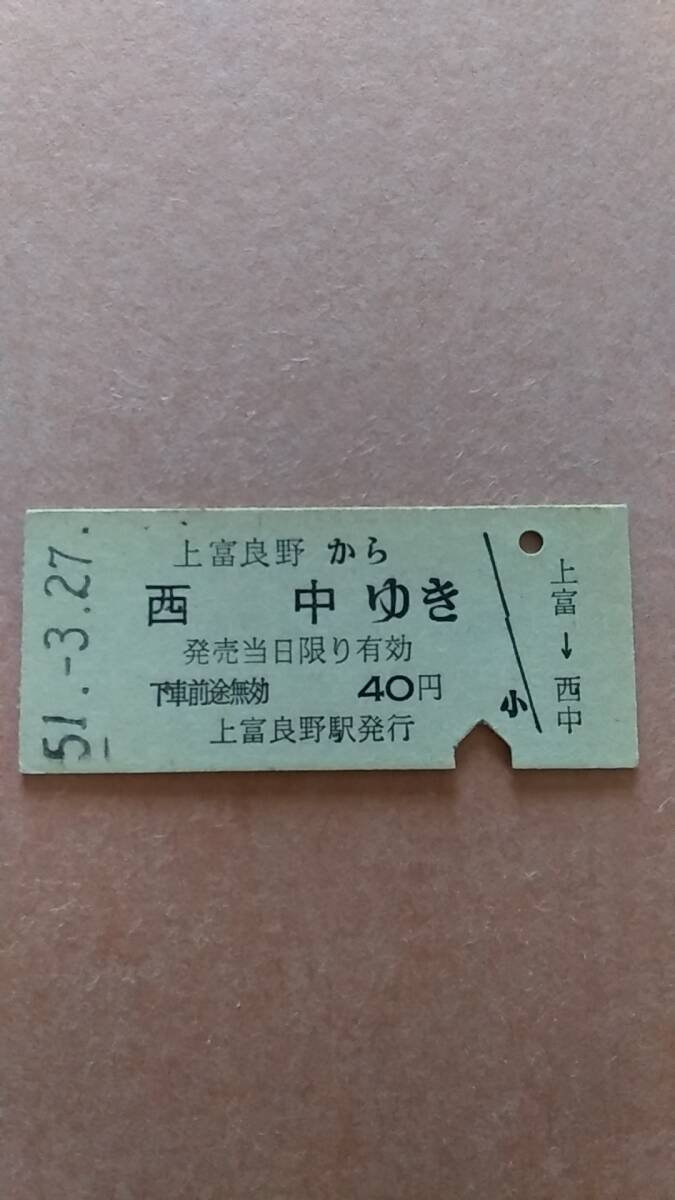 51.-3.27.
上富良野から
西中ゆき
発売当日限り有効
下車前途無効 40円
上富良野駅発行
小
上富→西中